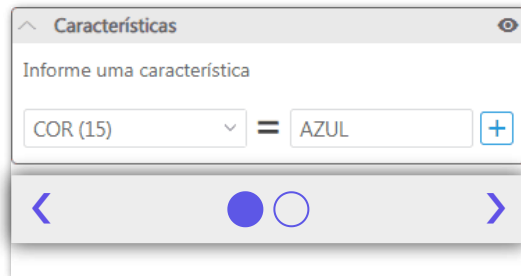 Características
Informe uma característica
COR (15) = AZUL +